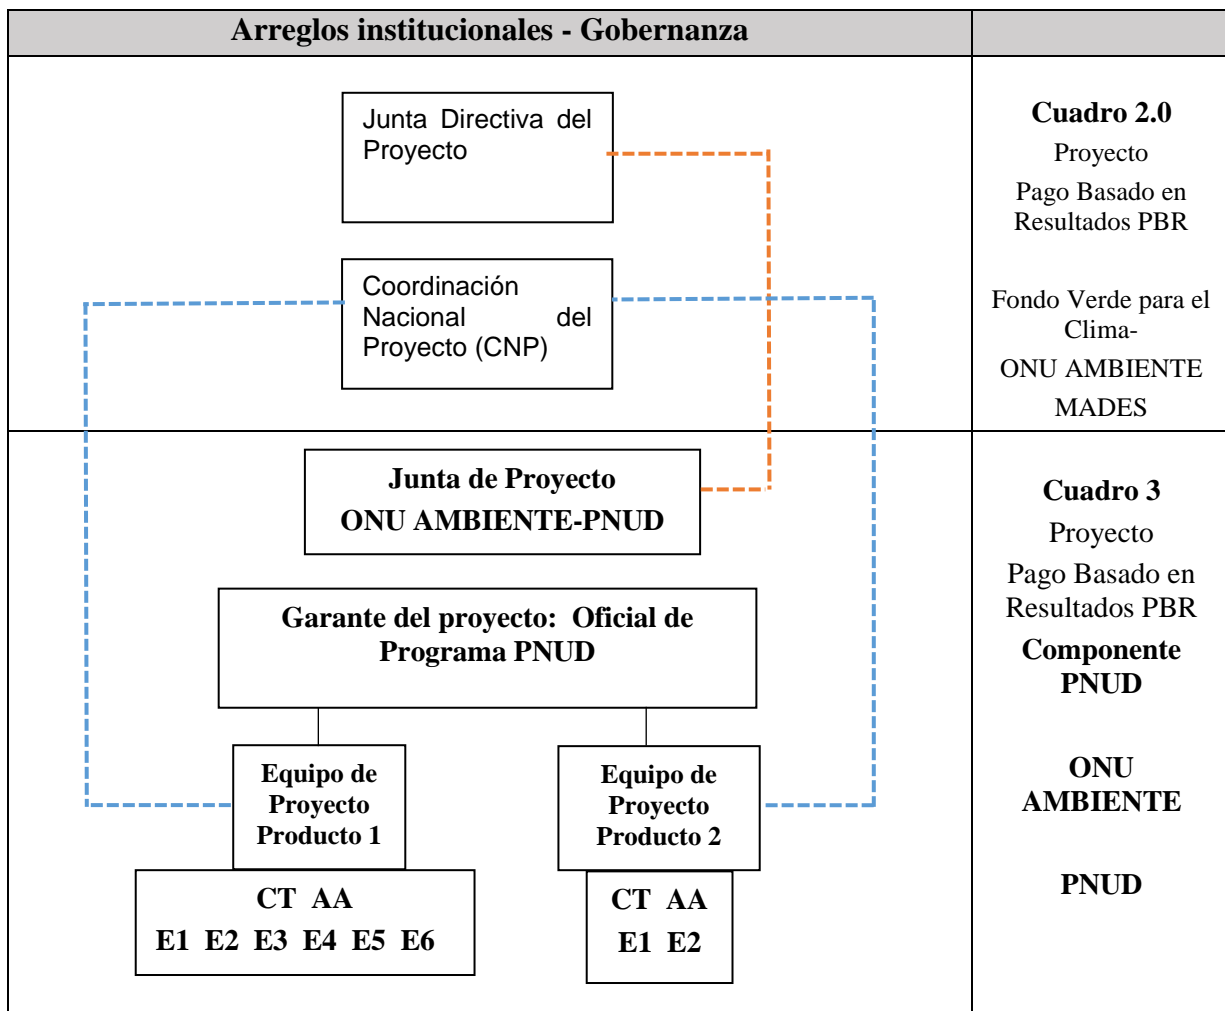 Arreglos institucionales - Gobernanza
Junta Directiva del
Proyecto
Coordinación
Nacional del
Proyecto (CNP)
Cuadro 2.0
Proyecto
Pago Basado en
Resultados PBR
Fondo Verde para el
Clima-
ONU AMBIENTE
MADES
Junta de Proyecto
ONU AMBIENTE-PNUD
Garante del proyecto: Oficial de
Programa PNUD
Equipo de
Proyecto
Producto 1
Equipo de
Proyecto
Producto 2
CT AA
E1 E2 E3 E4 E5 E6
CT AA
E1 E2
Cuadro 3
Proyecto
Pago Basado en
Resultados PBR
Componente
PNUD
ONU
AMBIENTE
PNUD